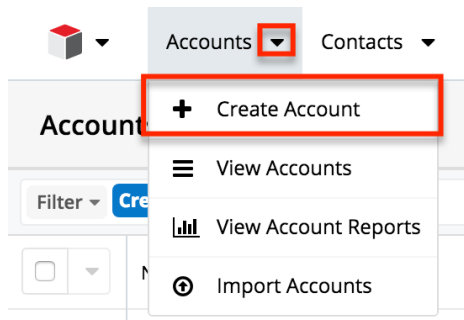 Accounts Contacts
Create Account
Account
View Accounts
Filter Cre
View Account Reports
N
Import Accounts